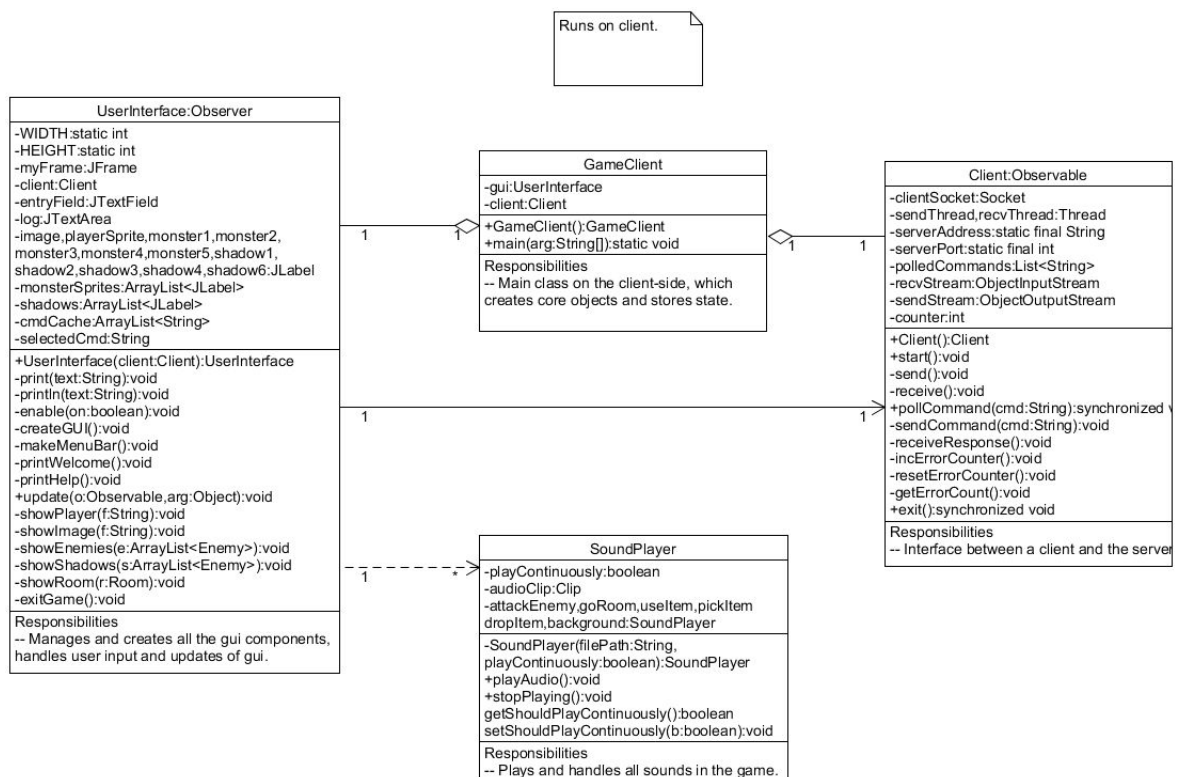 Runs on client.
UserInterface:Observer
-WIDTH:static int
-HEIGHT:static int
-myFrame:JFrame
-client:Client
-entryField:JTextField
-log:JTextArea
-image,playerSprite,monster1,monster2,
monster3,monster4,monster5,shadow1,
shadow2,shadow3,shadow4,shadow6:JLabel
-monsterSprites:ArrayList<JLabel>
-shadows:ArrayList<JLabel>
-cmdCache:ArrayList<String>
-selectedCmd:String
+UserInterface(client:Client):UserInterface
-print(text:String):void
-println(text:String):void
-enable(on:boolean):void
-createGUI():void
-makeMenuBar():void
-printWelcome():void
-printHelp():void
+update(o:Observable,arg:Object):void
-showPlayer(f:String):void
-showImage(f:String):void
-showEnemies(e:ArrayList<Enemy>):void
-showShadows(s:ArrayList<Enemy>):void
-showRoom(r:Room):void
-exitGame():void
Responsibilities
-- Manages and creates all the gui components,
handles user input and updates of gui.
1
1
GameClient
-gui:UserInterface
-client:Client
+GameClient():GameClient
+main(arg:String[]):static void
Responsibilities
-- Main class on the client-side, which
creates core objects and stores state.
1
1
Client:Observable
-clientSocket:Socket
-sendThread,recvThread:Thread
-serverAddress:static final String
-serverPort:static final int
-polledCommands:List<String>
-recvStream:ObjectInputStream
-sendStream:ObjectOutputStream
-counter:int
+Client():Client
+start():void
-send():void
-receive():void
+pollCommand(cmd:String):synchronized v
-sendCommand(cmd:String):void
-receiveResponse():void
-incErrorCounter():void
-resetErrorCounter():void
-getErrorCount():void
+exit():synchronized void
Responsibilities
-- Interface between a client and the server
1
1
1
*
SoundPlayer
-playContinuously:boolean
-audioClip:Clip
-attackEnemy,goRoom,useItem,pickItem
dropItem,background:SoundPlayer
-SoundPlayer(filePath:String,
playContinuously:boolean):SoundPlayer
+playAudio():void
+stopPlaying():void
getShouldPlayContinuously():boolean
setShouldPlayContinuously(b:boolean):void
Responsibilities
-- Plays and handles all sounds in the game.